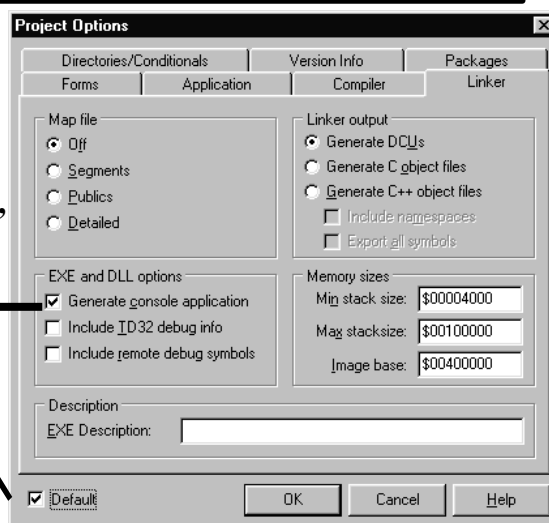 Project Options
Directories/Conditionals Version Info Packages
Forms Application Compiler Linker
Map file
Off
Segments
Publics
Detailed
Linker output
Generate DCUs
Generate C object files
Generate C++ object files
Include namespaces
Export all symbols
EXE and DLL options
Generate console application
Include TD32 debug info
Include remote debug symbols
Memory sizes
Min stack size: $00004000
Max stacksize: $00100000
Image base: $00400000
Description
EXE Description:
Default
OK Cancel Help
,